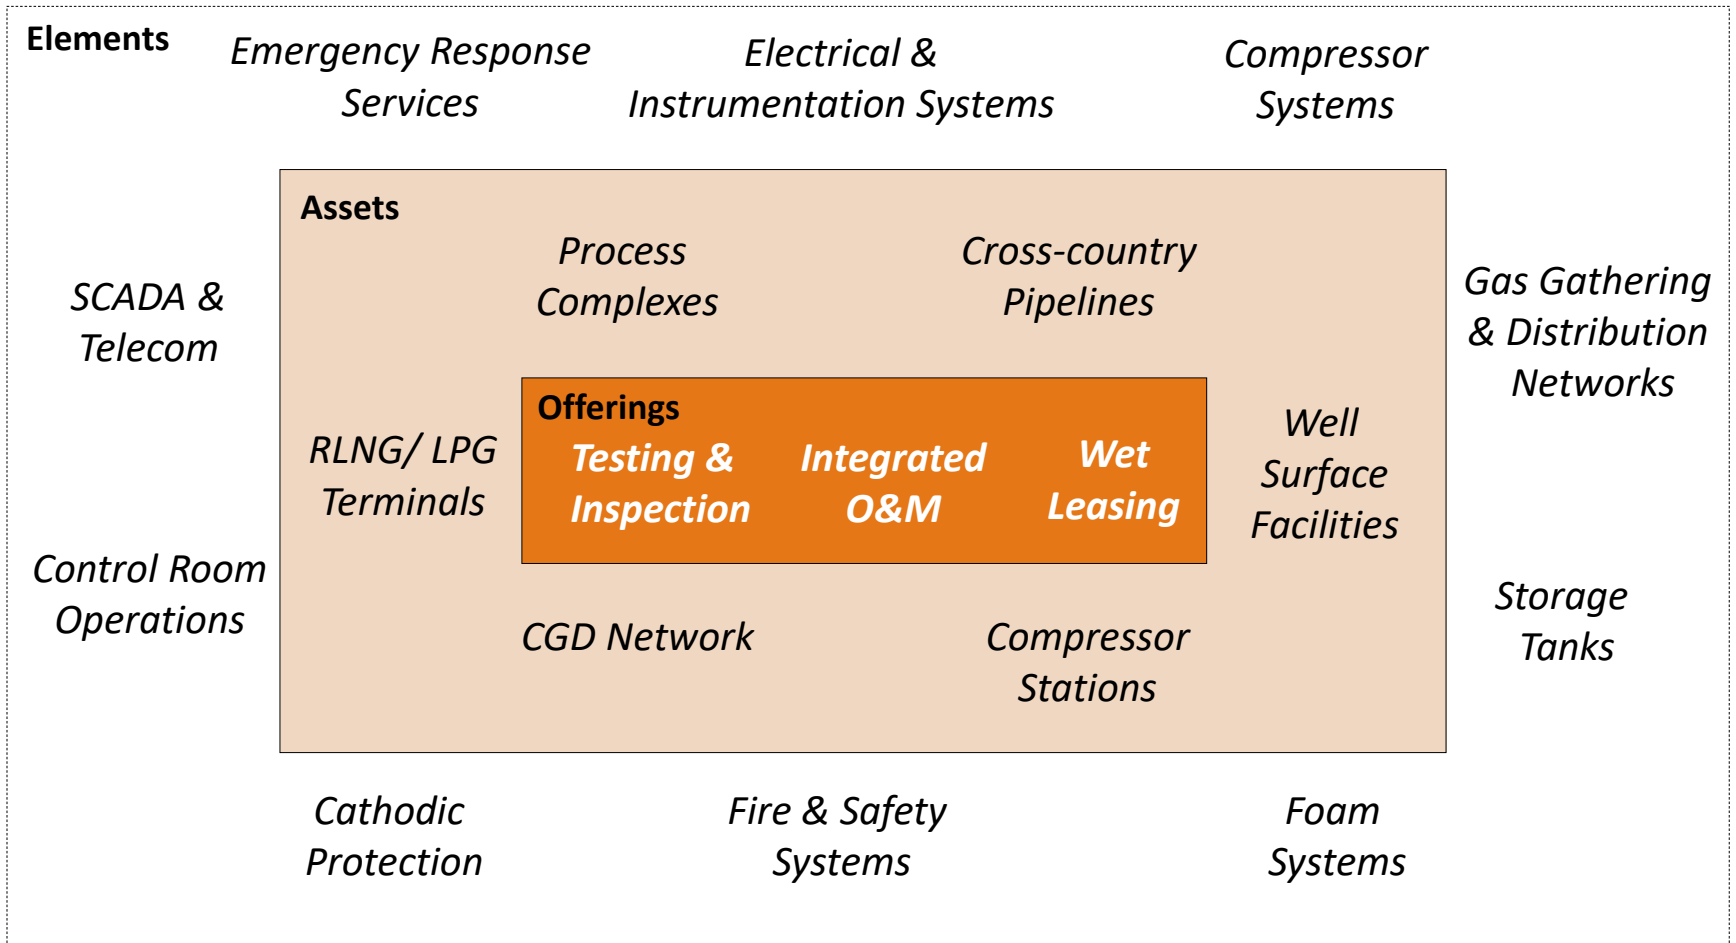 Elements
Emergency Response
Services
Electrical &
Instrumentation Systems
Compressor
Systems
Assets
Process
Complexes
Cross-country
Pipelines
SCADA &
Telecom
Gas Gathering
& Distribution
Networks
Offerings
Testing &
Inspection
Integrated
O&M
Wet
Leasing
RLNG/ LPG
Terminals
Well
Surface
Facilities
Control Room
Operations
Storage
Tanks
CGD Network
Compressor
Stations
Cathodic
Protection
Fire & Safety
Systems
Foam
Systems